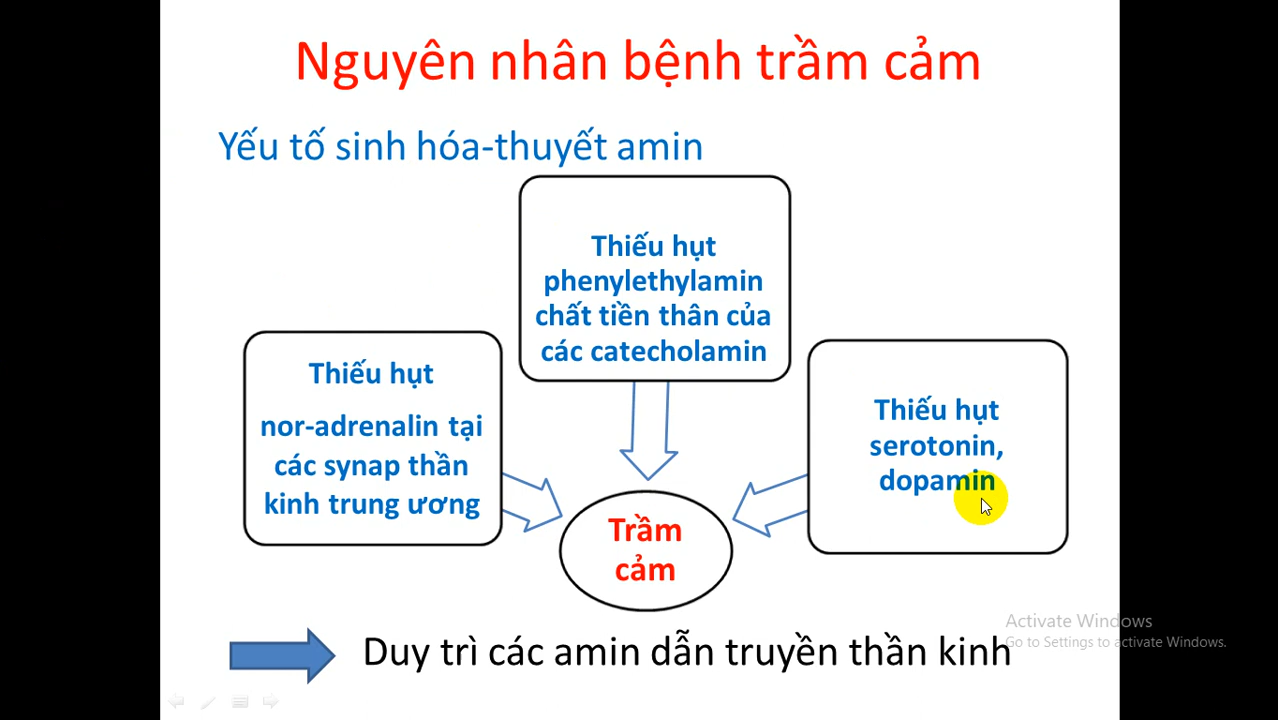 Nguyên nhân bệnh trầm cảm
Yếu tố sinh hóa-thuyết amin
Thiếu hụt
phenylethylamin
chất tiền thân của
các catecholamin
Thiếu hụt
nor-adrenalin tại
các synap thần
kinh trung ương
Thiếu hụt
serotonin,
dopamin
Trầm
cảm
Duy trì các amin dẫn truyền thần kinh
Activate Windows
Go to Settings to activate Windows.